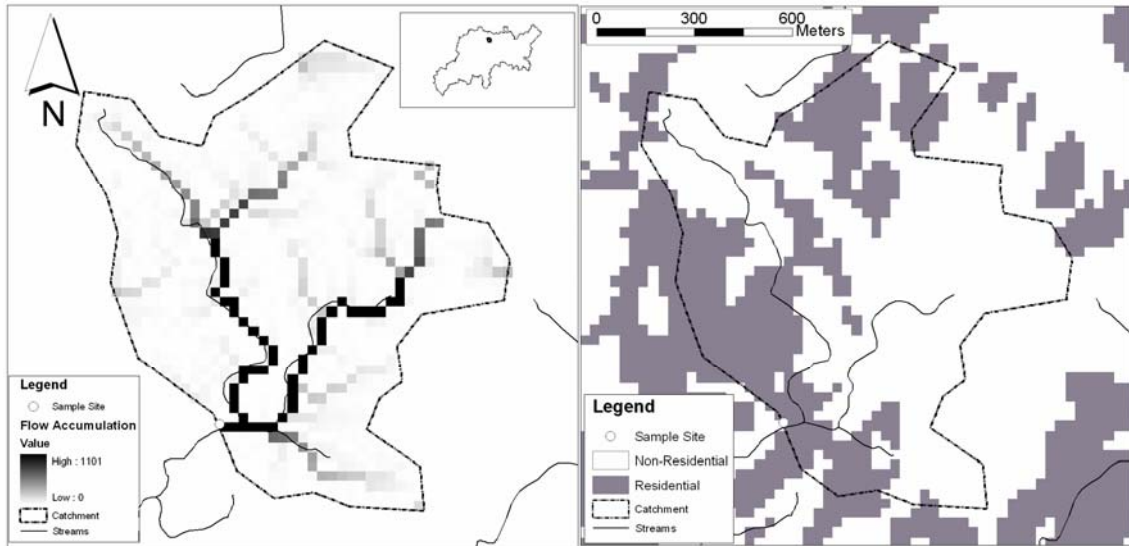 N
Legend
Sample Site
Flow Accumulation
Value
High : 1101
Low : 0
Catchment
Streams
0 300 600
Meters
Legend
Sample Site
Non-Residential
Residential
Catchment
Streams